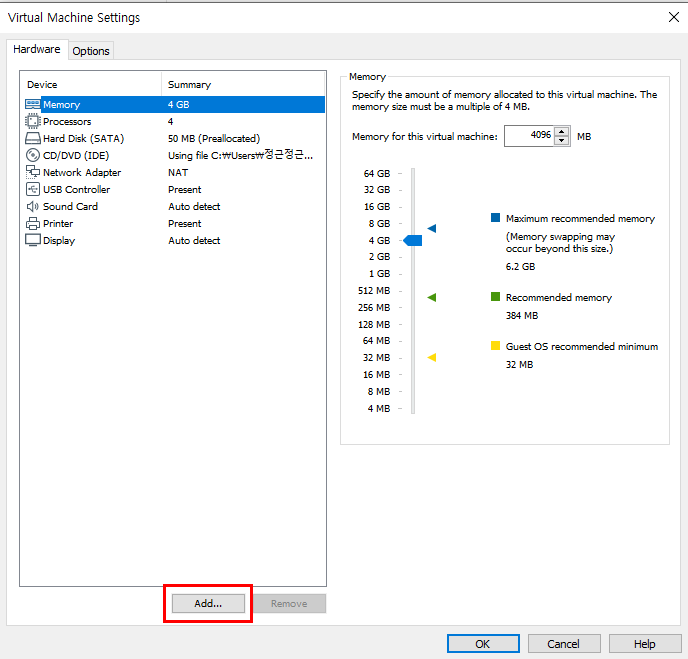 Virtual Machine Settings
Hardware
Options
Device Summary
Memory 4 GB
Processors 4
Hard Disk (SATA) 50 MB (Preallocated)
CD/DVD (IDE) Using file C:₩Users₩정근정근...
Network Adapter NAT
USB Controller Present
Sound Card Auto detect
Printer Present
Display Auto detect
Add...
Remove
Memory
Specify the amount of memory allocated to this virtual machine. The
memory size must be a multiple of 4 MB.
Memory for this virtual machine: 4096 MB
64 GB
32 GB
16 GB
8 GB
4 GB
2 GB
1 GB
512 MB
256 MB
128 MB
64 MB
32 MB
16 MB
8 MB
4 MB
Maximum recommended memory
(Memory swapping may
occur beyond this size.)
6.2 GB
Recommended memory
384 MB
Guest OS recommended minimum
32 MB
OK
Cancel
Help